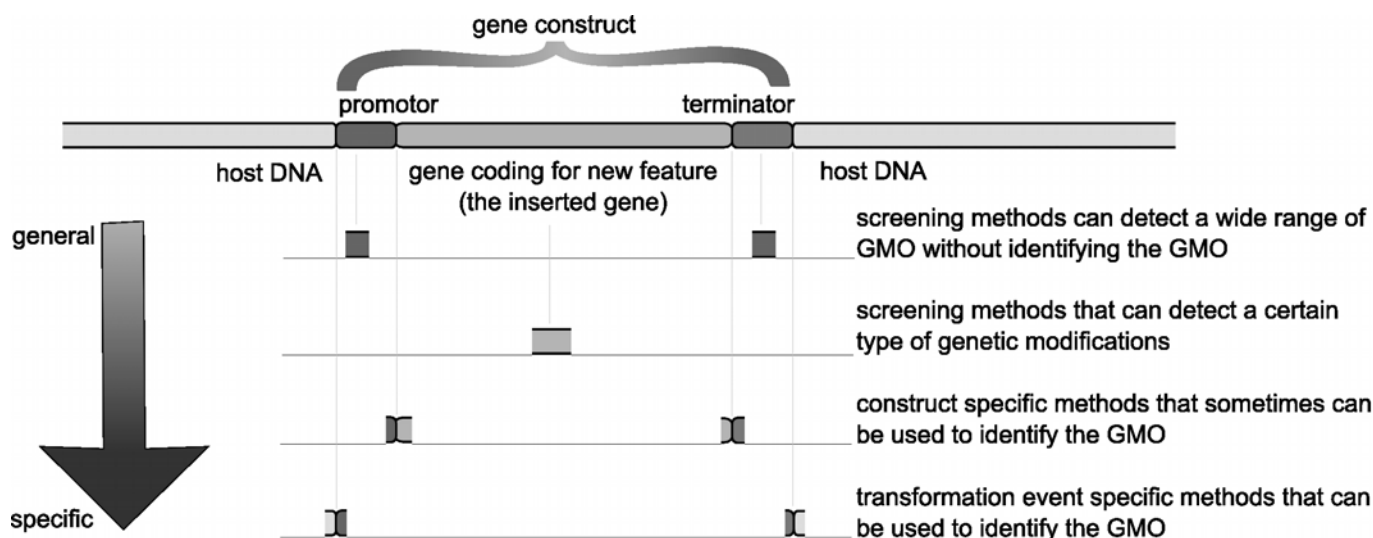 gene construct
promotor
terminator
host DNA
gene coding for new feature
(the inserted gene)
host DNA
general
screening methods can detect a wide range of
GMO without identifying the GMO
screening methods that can detect a certain
type of genetic modifications
construct specific methods that sometimes can
be used to identify the GMO
transformation event specific methods that can
be used to identify the GMO
specific